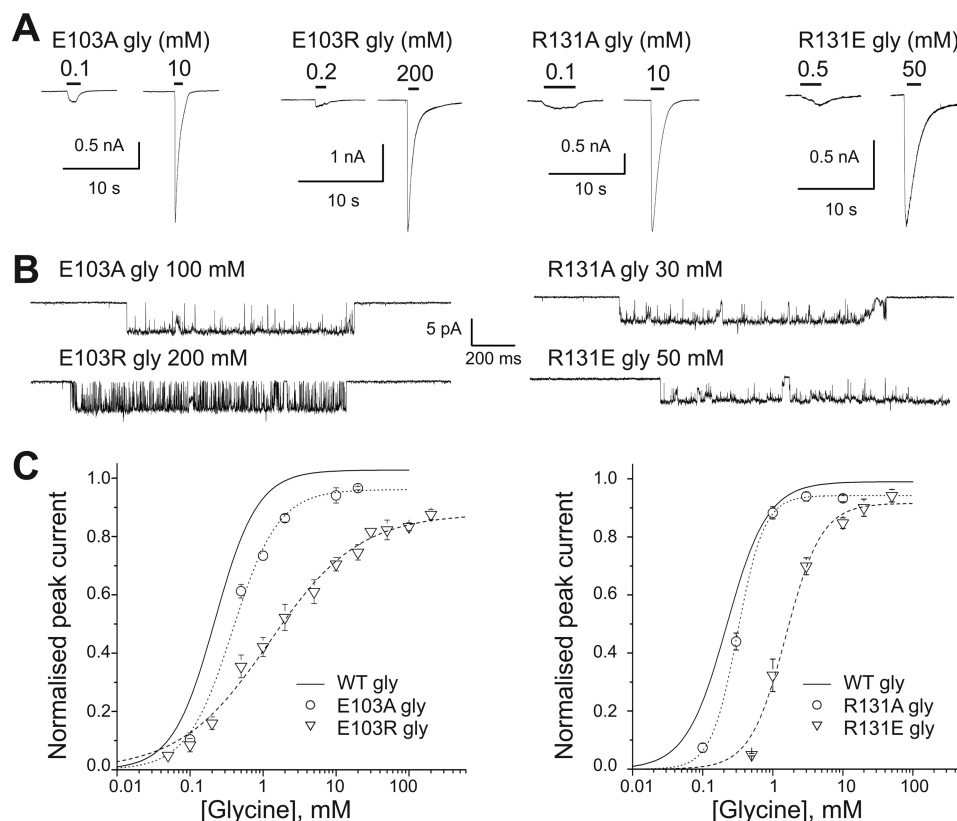 A
E103A gly (mM)
0.1 10
0.5 nA
10 s
E103R gly (mM)
0.2 200
1 nA
10 s
R131A gly (mM)
0.1 10
0.5 nA
10 s
R131E gly (mM)
0.5 50
0.5 nA
10 s
B
E103A gly 100 mM
R131A gly 30 mM
5 pA
200 ms
E103R gly 200 mM
R131E gly 50 mM
C
Normalised peak current
1.0
0.8
0.6
0.4
0.2
0.0
0.01 0.1 1 10 100
[Glycine], mM
WT gly
E103A gly
E103R gly
Normalised peak current
1.0
0.8
0.6
0.4
0.2
0.0
0.01 0.1 1 10 100
[Glycine], mM
WT gly
R131A gly
R131E gly